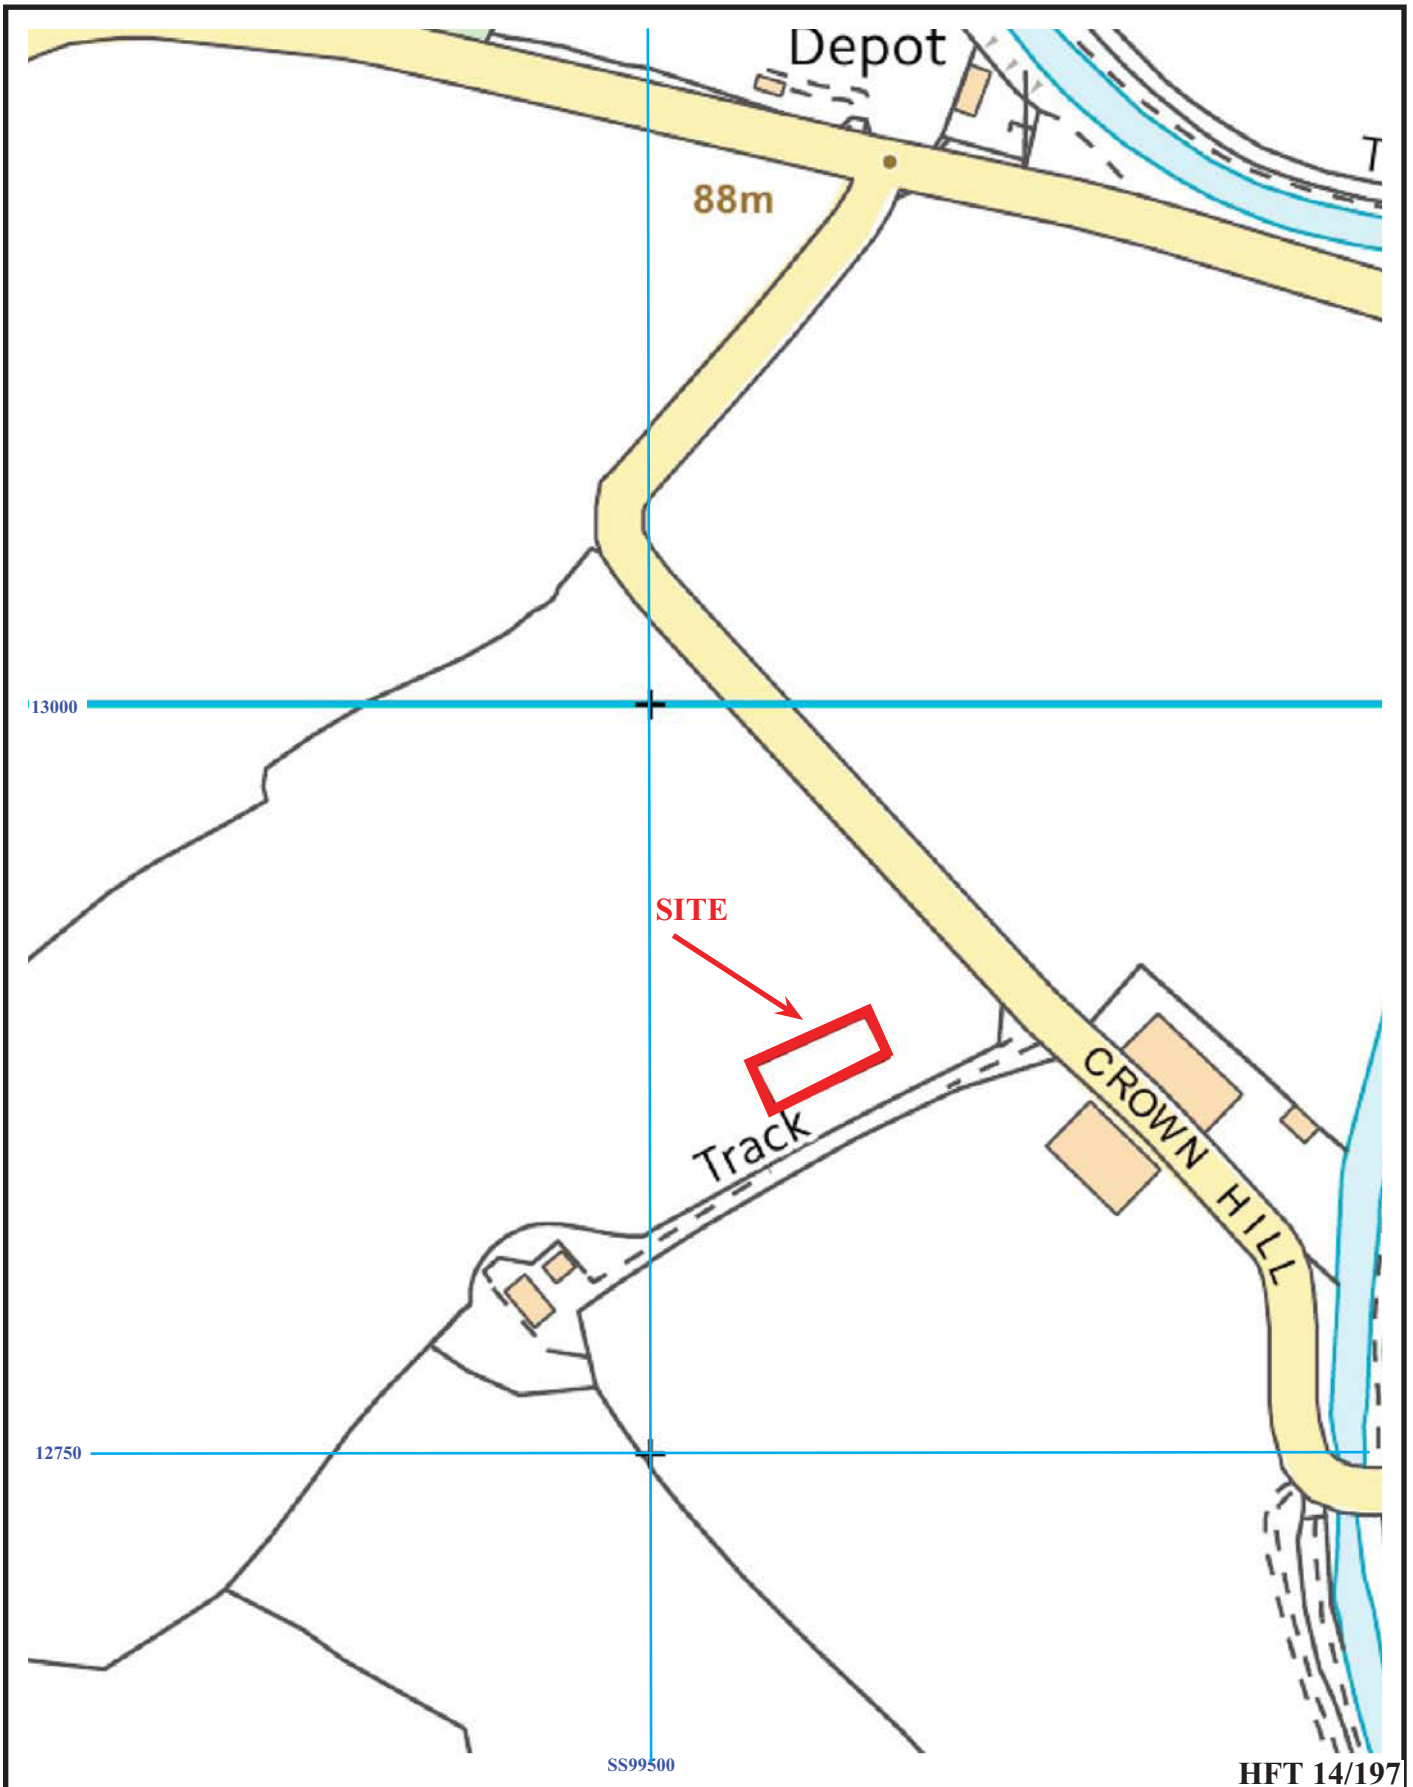 Depot
T
88m
13000
SITE
CROWN HILL
Track
12750
SS99500
HFT 14/197